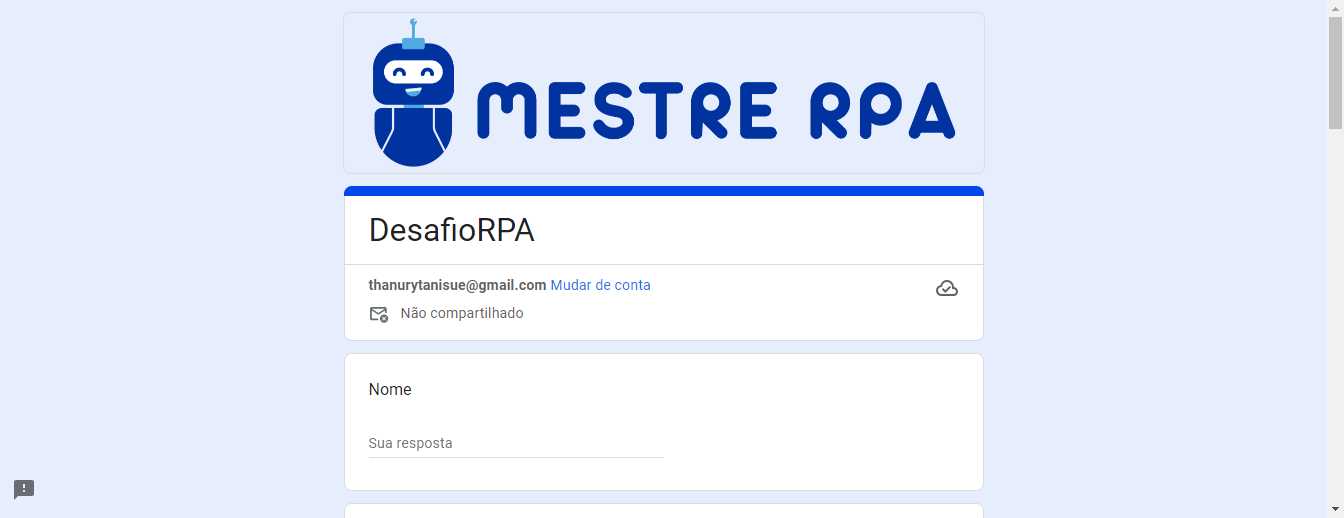 MESTRE RPA
DesafioRPA
thanurytanisue@gmail.com Mudar de conta
Não compartilhado
Nome
Sua resposta